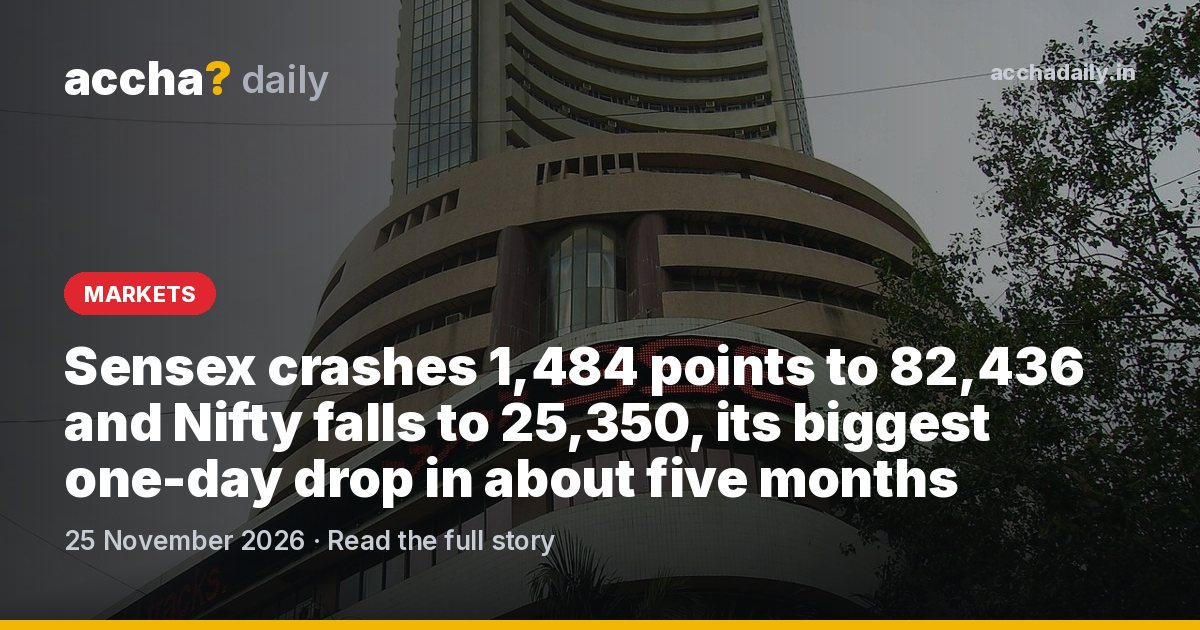 accha? daily
acchadaily.in
MARKETS
Sensex crashes 1,484 points to 82,436
and Nifty falls to 25,350, its biggest
one-day drop in about five months
25 November 2026 · Read the full story